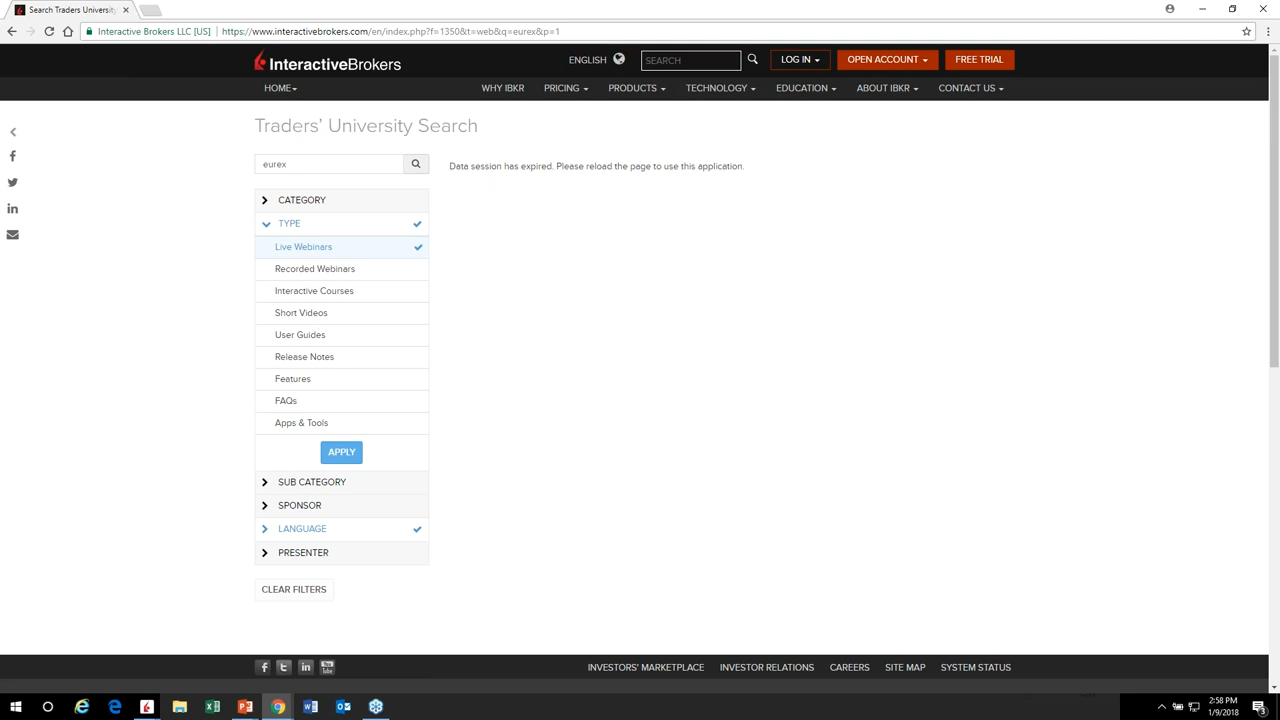 Search Traders University
Interactive Brokers LLC [US]
https://www.interactivebrokers.com/en/index.php?f=1350&t=web&q=eurex&p=1
InteractiveBrokers
ENGLISH
SEARCH
LOG IN
OPEN ACCOUNT
FREE TRIAL
HOME
WHY IBKR
PRICING
PRODUCTS
TECHNOLOGY
EDUCATION
ABOUT IBKR
CONTACT US
Traders' University Search
eurex
Data session has expired. Please reload the page to use this application.
CATEGORY
TYPE
Live Webinars
Recorded Webinars
Interactive Courses
Short Videos
User Guides
Release Notes
Features
FAQs
Apps & Tools
APPLY
SUB CATEGORY
SPONSOR
LANGUAGE
PRESENTER
CLEAR FILTERS
INVESTORS' MARKETPLACE
INVESTOR RELATIONS
CAREERS
SITE MAP
SYSTEM STATUS
2:58 PM
1/9/2018
3